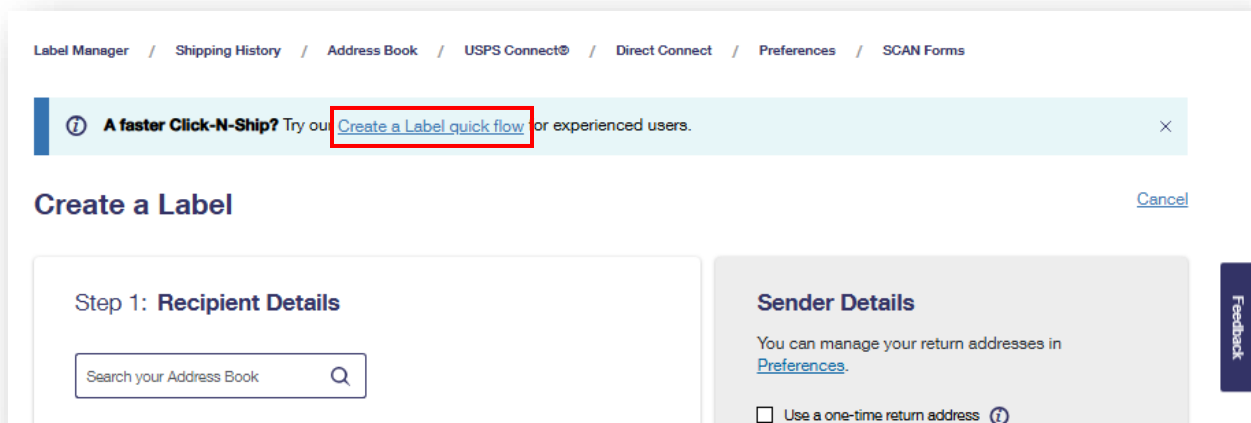 Label Manager / Shipping History / Address Book / USPS Connect® / Direct Connect / Preferences / SCAN Forms
A faster Click-N-Ship? Try our Create a Label quick flow for experienced users.
Create a Label
Cancel
Step 1: Recipient Details
Search your Address Book
Sender Details
You can manage your return addresses in
Preferences.
Use a one-time return address
Feedback